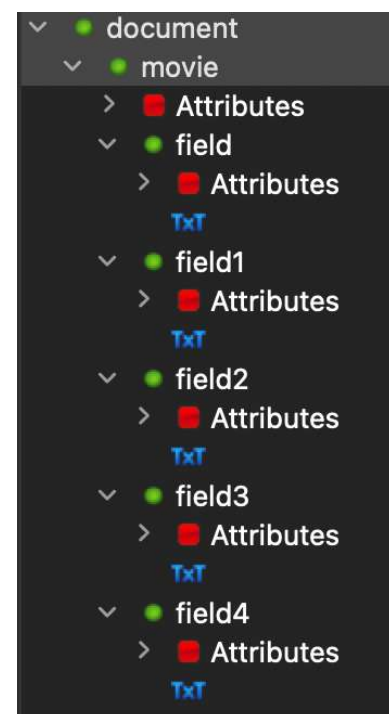 document
movie
Attributes
field
Attributes
TxT
field1
Attributes
TxT
field2
Attributes
TxT
field3
Attributes
TxT
field4
Attributes
TxT